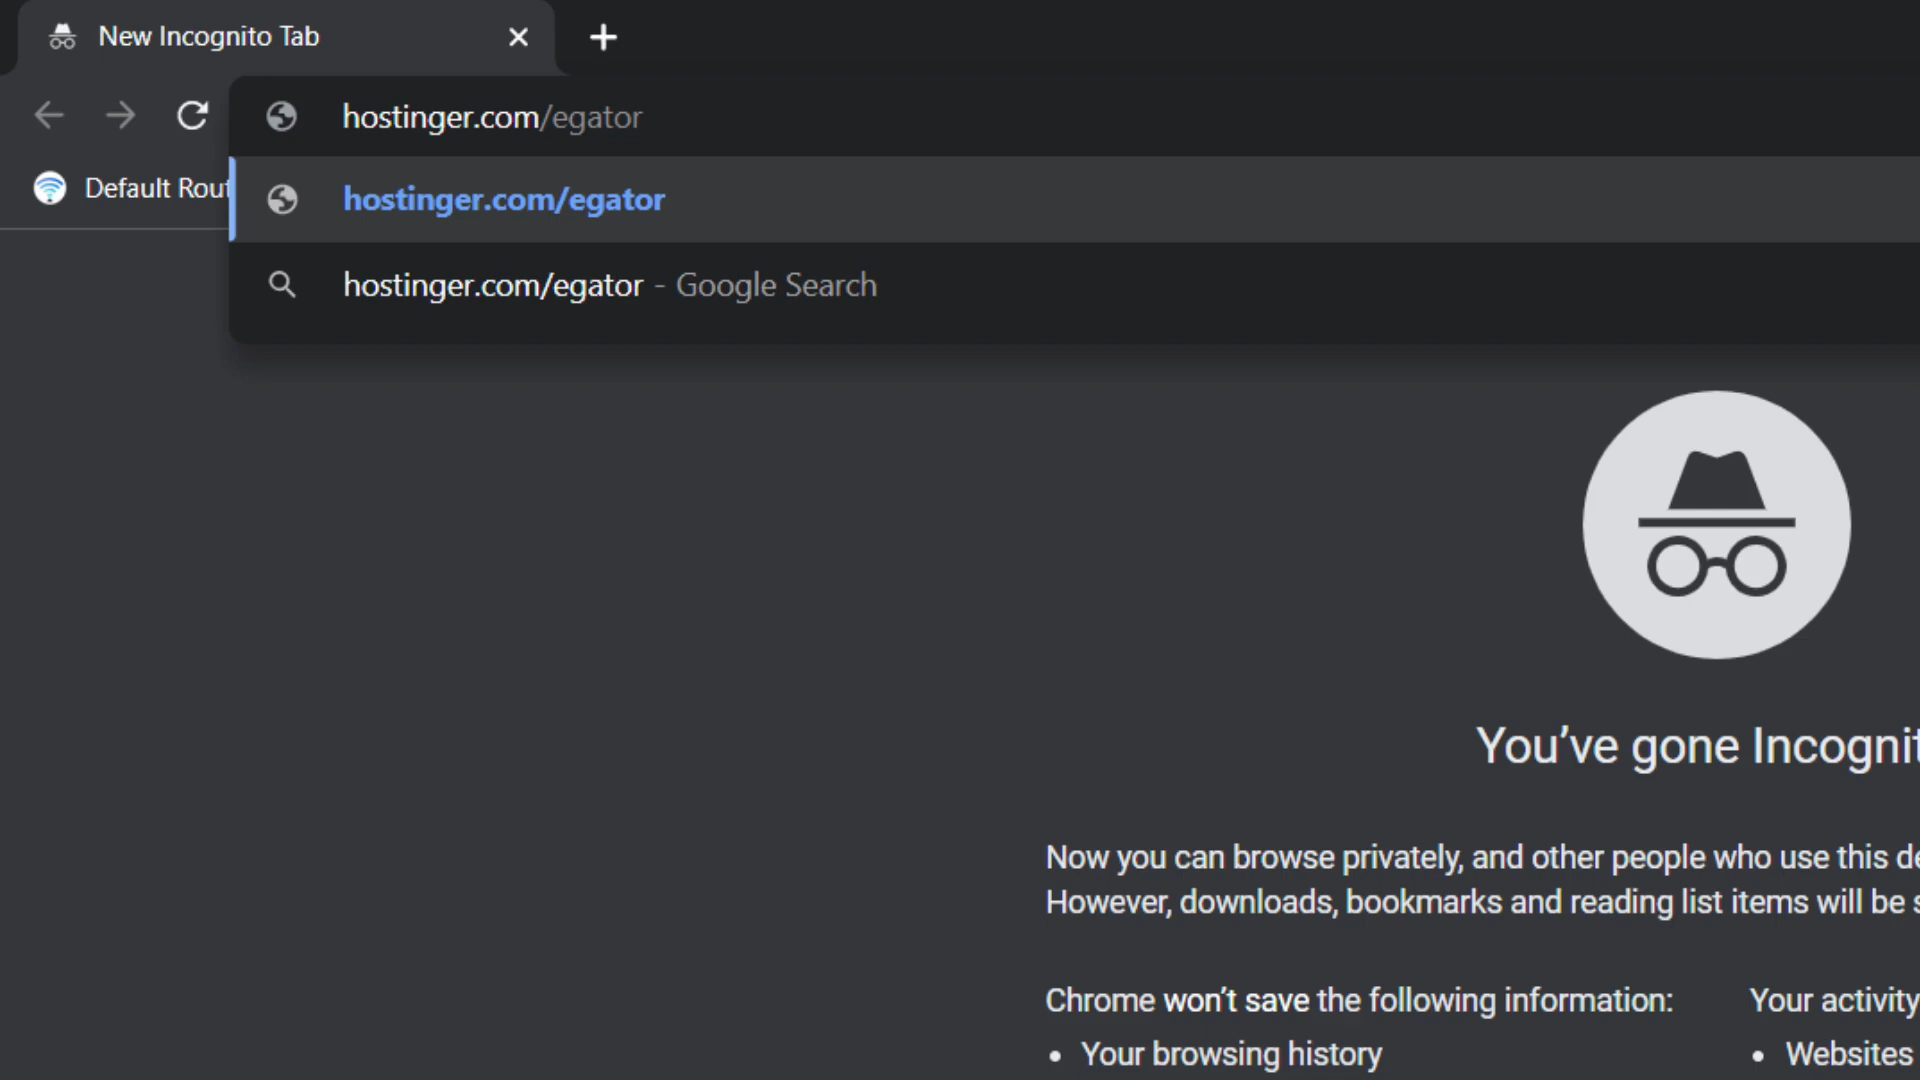 New Incognito Tab
hostinger.com/egator
Default Rout
hostinger.com/egator
hostinger.com/egator - Google Search
You've gone Incognit
Now you can browse privately, and other people who use this de
However, downloads, bookmarks and reading list items will be s
Chrome won't save the following information:
• Your browsing history
Your activity
• Websites